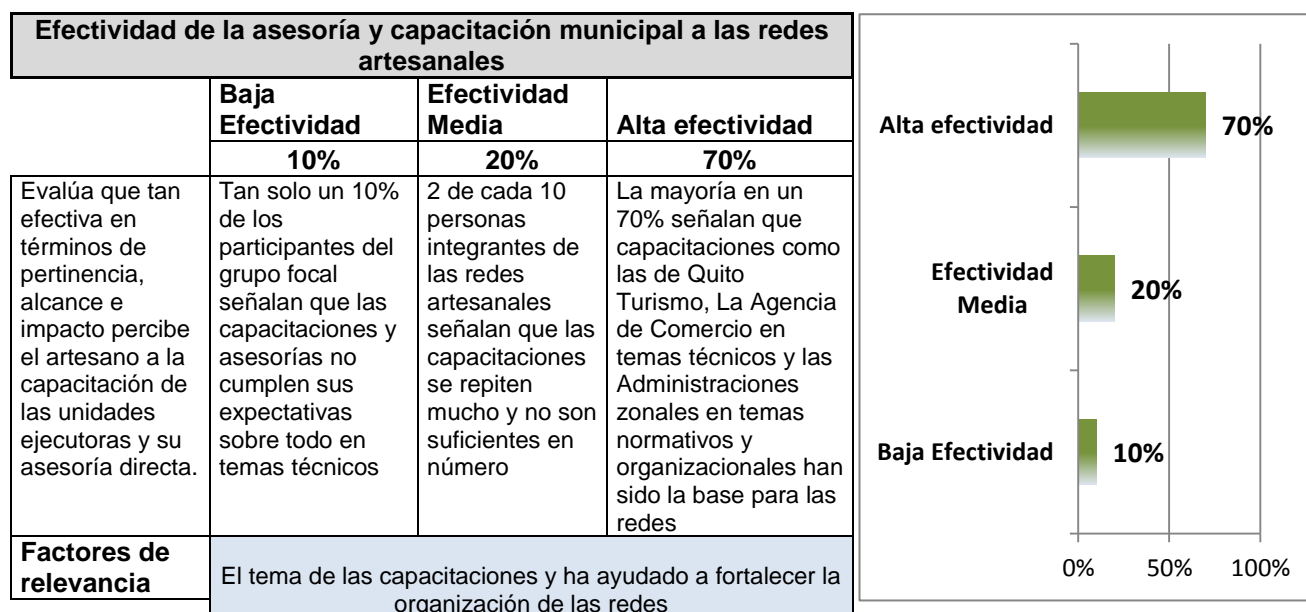 Efectividad de la asesoría y capacitación municipal a las redes
artesanales
Baja
Efectividad
Efectividad
Media
Alta efectividad
10%
20%
70%
Evalúa que tan
efectiva en
términos de
pertinencia,
alcance e
impacto percibe
el artesano a la
capacitación de
las unidades
ejecutoras y su
asesoría directa.
Tan solo un 10%
de los
participantes del
grupo focal
señalan que las
capacitaciones y
asesorías no
cumplen sus
expectativas
sobre todo en
temas técnicos
2 de cada 10
personas
integrantes de
las redes
artesanales
señalan que las
capacitaciones
se repiten
mucho y no son
suficientes en
número
La mayoría en un
70% señalan que
capacitaciones como
las de Quito
Turismo, La Agencia
de Comercio en
temas técnicos y las
Administraciones
zonales en temas
normativos y
organizacionales han
sido la base para las
redes
Factores de
relevancia
El tema de las capacitaciones y ha ayudado a fortalecer la
organización de las redes
Alta efectividad
70%
Efectividad
Media
20%
Baja Efectividad
10%
0%
50%
100%